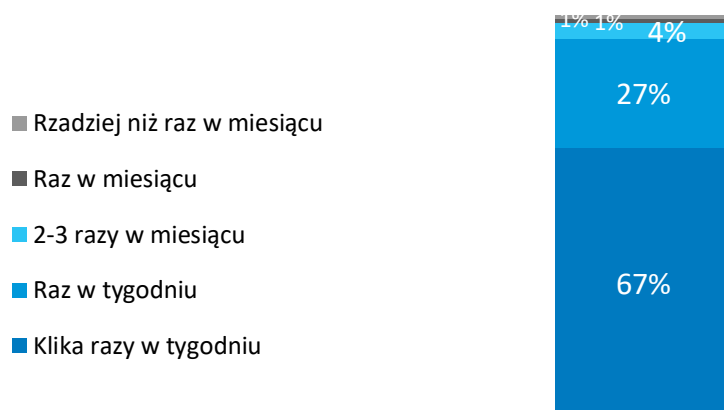 1% 1%
4%
27%
Rzadziej niż raz w miesiącu
Raz w miesiącu
2-3 razy w miesiącu
Raz w tygodniu
67%
Klika razy w tygodniu